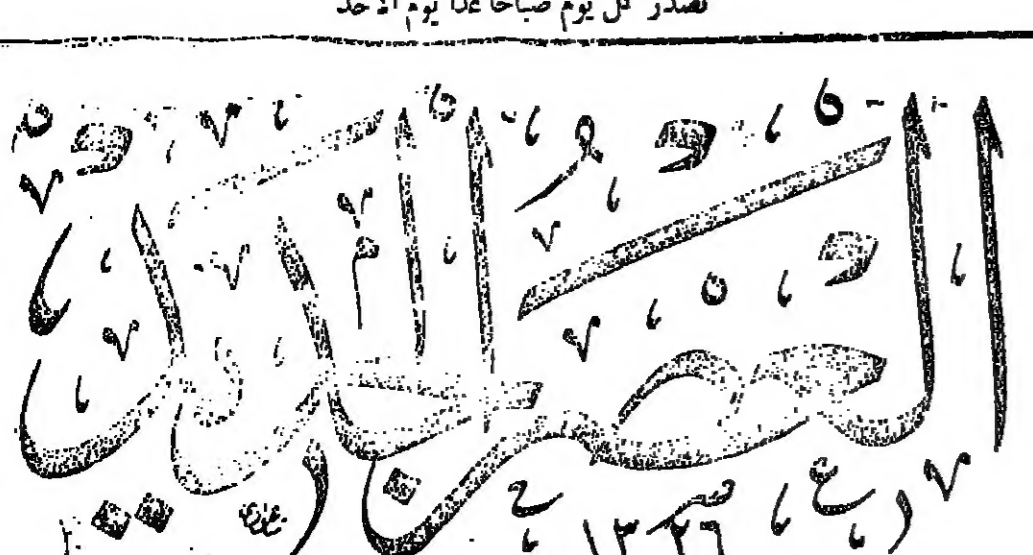 تصدر كل يوم صباحا عدا يوم الاحد
العصر الجديد
١٣٢٦